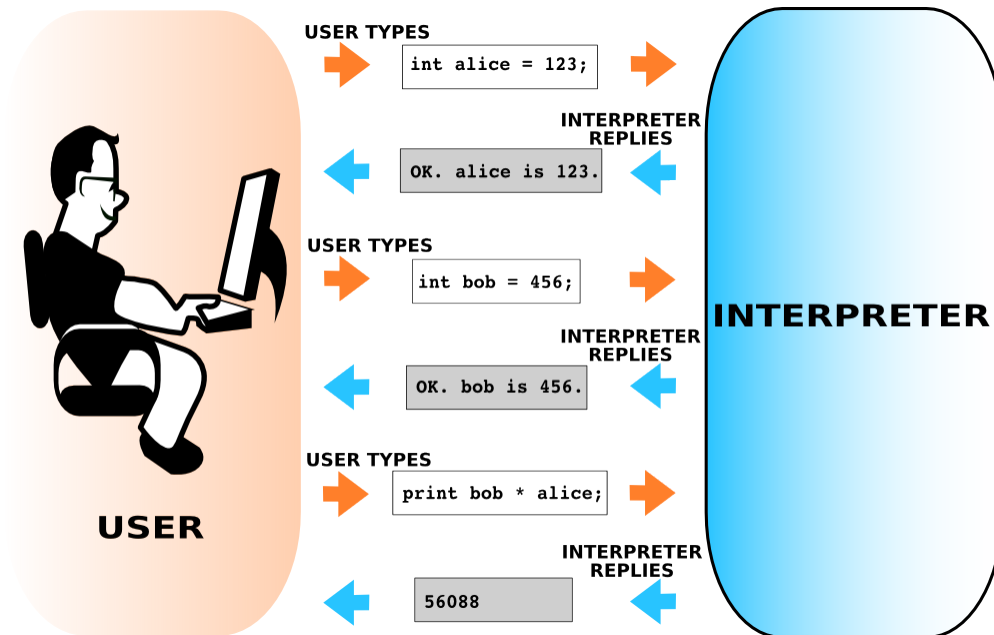 USER TYPES
int alice = 123;
INTERPRETER
REPLIES
OK. alice is 123.
USER TYPES
int bob = 456;
INTERPRETER
INTERPRETER
REPLIES
OK. bob is 456.
USER TYPES
print bob * alice;
USER
INTERPRETER
REPLIES
56088